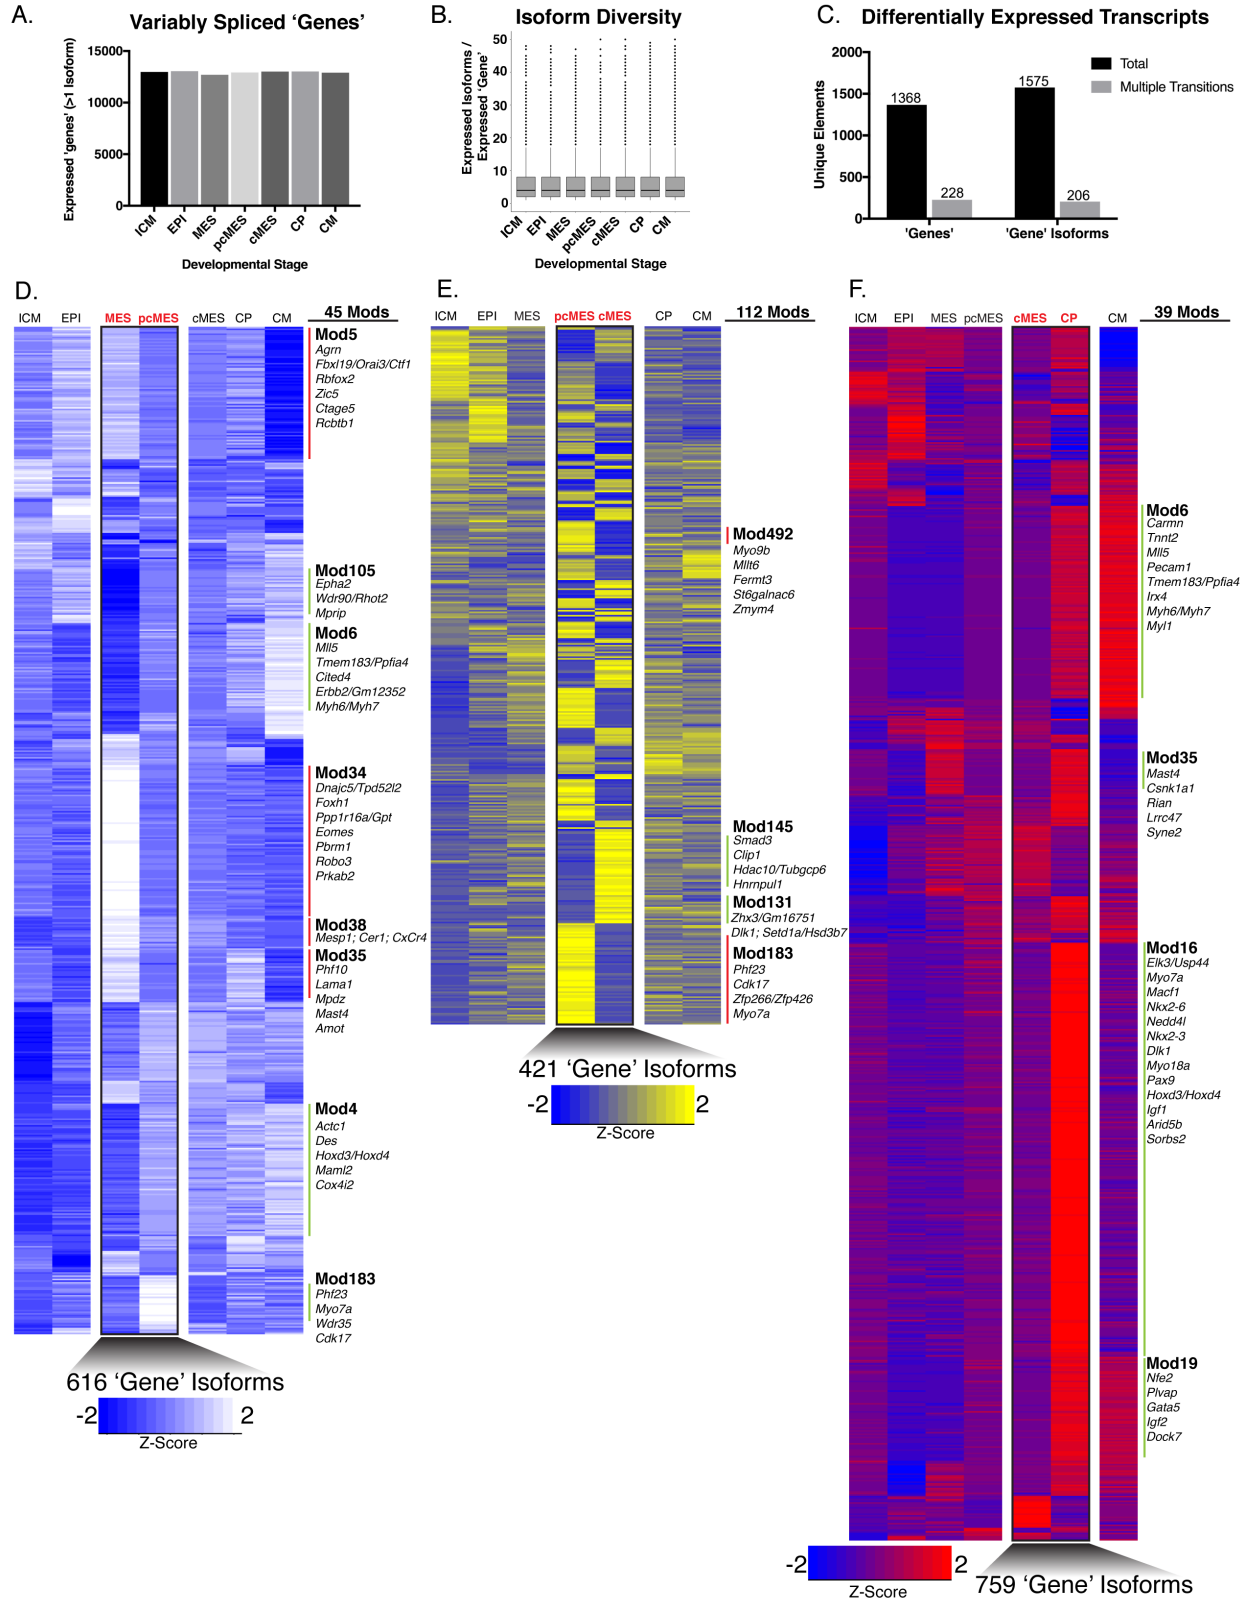 A.
Variably Spliced ‘Genes’
Expressed 'genes' (>1 Isoform)
15000
10000
5000
0
ICM
EPI
MES
pcMES
cMES
CP
CM
Developmental Stage
B.
Isoform Diversity
Expressed Isoforms /
Expressed 'Gene'
50
40
30
20
10
0
ICM
EPI
MES
pcMES
cMES
CP
CM
Developmental Stage
C.
Differentially Expressed Transcripts
Unique Elements
2000
1500
1000
500
0
1368
228
1575
206
'Genes'
'Gene' Isoforms
Total
Multiple Transitions
D.
ICM EPI MES pcMES cMES CP CM
45 Mods
Mod5
Agrn
Fbxl19/Orai3/Ctf1
Rbfox2
Zic5
Ctage5
Rcbtb1
Mod105
Epha2
Wdr90/Rhot2
Mprip
Mod6
Mll5
Tmem183/Ppfia4
Cited4
Erbb2/Gm12352
Myh6/Myh7
Mod34
Dnajc5/Tpd52l2
Foxh1
Ppp1r16a/Gpt
Eomes
Pbrm1
Robo3
Prkab2
Mod38
Mesp1; Cer1; CxCr4
Mod35
Phf10
Lama1
Mpdz
Mast4
Amot
Mod4
Actc1
Des
Hoxd3/Hoxd4
Maml2
Cox4i2
Mod183
Phf23
Myo7a
Wdr35
Cdk17
616 ‘Gene’ Isoforms
-2 2
Z-Score
E.
ICM EPI MES pcMES cMES CP CM
112 Mods
Mod492
Myo9b
Mllt6
Fermt3
St6galnac6
Zmym4
Mod145
Smad3
Clip1
Hdac10/Tubgcp6
Hnrnpul1
Mod131
Zhx3/Gm16751
Dlk1; Setd1a/Hsd3b7
Mod183
Phf23
Cdk17
Zfp266/Zfp426
Myo7a
421 ‘Gene’ Isoforms
-2 2
Z-Score
F.
ICM EPI MES pcMES cMES CP CM
39 Mods
Mod6
Carmn
Tnnt2
Mll5
Pecam1
Tmem183/Ppfia4
Irx4
Myh6/Myh7
Myl1
Mod35
Mast4
Csnk1a1
Rian
Lrrc47
Syne2
Mod16
Elk3/Usp44
Myo7a
Macf1
Nkx2-6
Nedd4l
Nkx2-3
Dlk1
Myo18a
Pax9
Hoxd3/Hoxd4
Igf1
Arid5b
Sorbs2
Mod19
Nfe2
Plvap
Gata5
Igf2
Dock7
-2 2
Z-Score
759 ‘Gene’ Isoforms